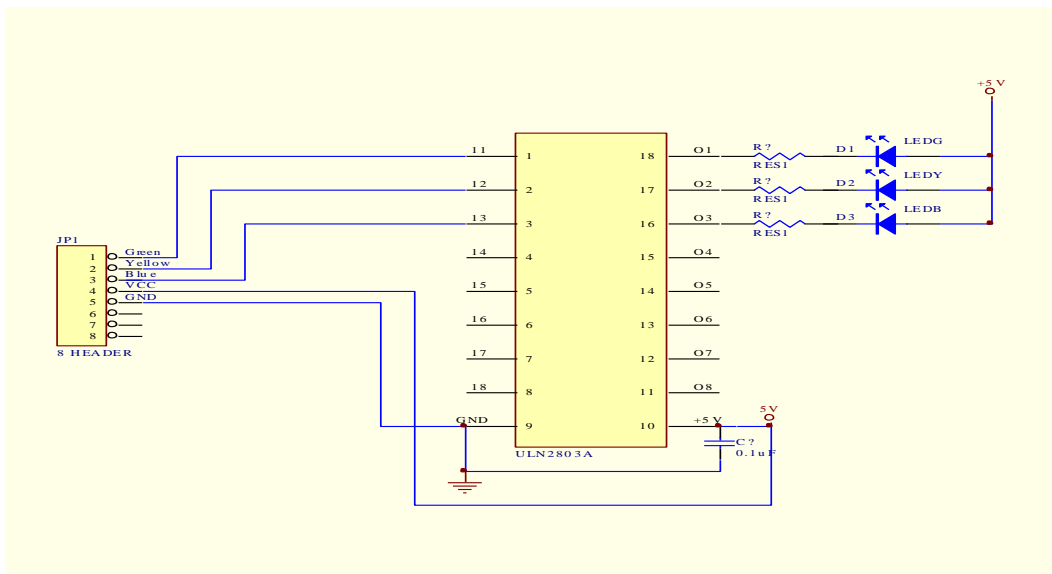 +5 V
LEDG
11 1 18 O1 R? RES1 D1
LEDY
12 2 17 O2 R? RES1 D2
LEDB
13 3 16 O3 R? RES1 D3
JP1
1 Green
2 Yellow
3 Blue
4 VCC
5 GND
6
7
8
8 HEADER
14 4 15 O4
15 5 14 O5
16 6 13 O6
17 7 12 O7
18 8 11 O8
GND 9 10 +5 V
5 V
C?
0.1uF
ULN2803A